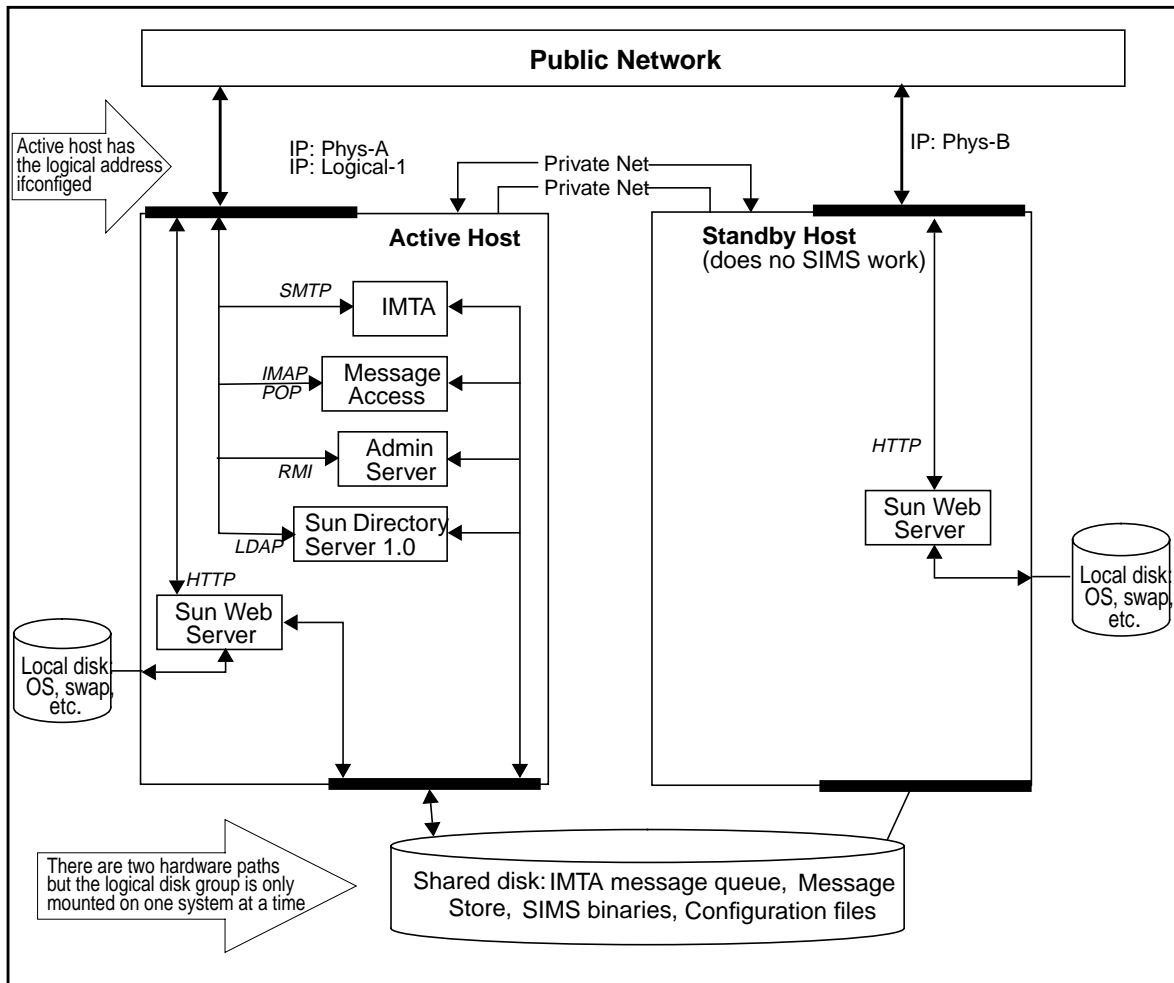 Public Network
Active host has
the logical address
ifconfiged
IP: Phys-A
IP: Logical-1
Private Net
Private Net
IP: Phys-B
Active Host
Standby Host
(does no SIMS work)
SMTP
IMTA
IMAP
POP
Message
Access
RMI
Admin
Server
LDAP
Sun Directory
Server 1.0
HTTP
Sun Web
Server
Local disk:
OS, swap,
etc.
HTTP
Sun Web
Server
Local disk:
OS, swap,
etc.
There are two hardware paths
but the logical disk group is only
mounted on one system at a time
Shared disk: IMTA message queue, Message
Store, SIMS binaries, Configuration files